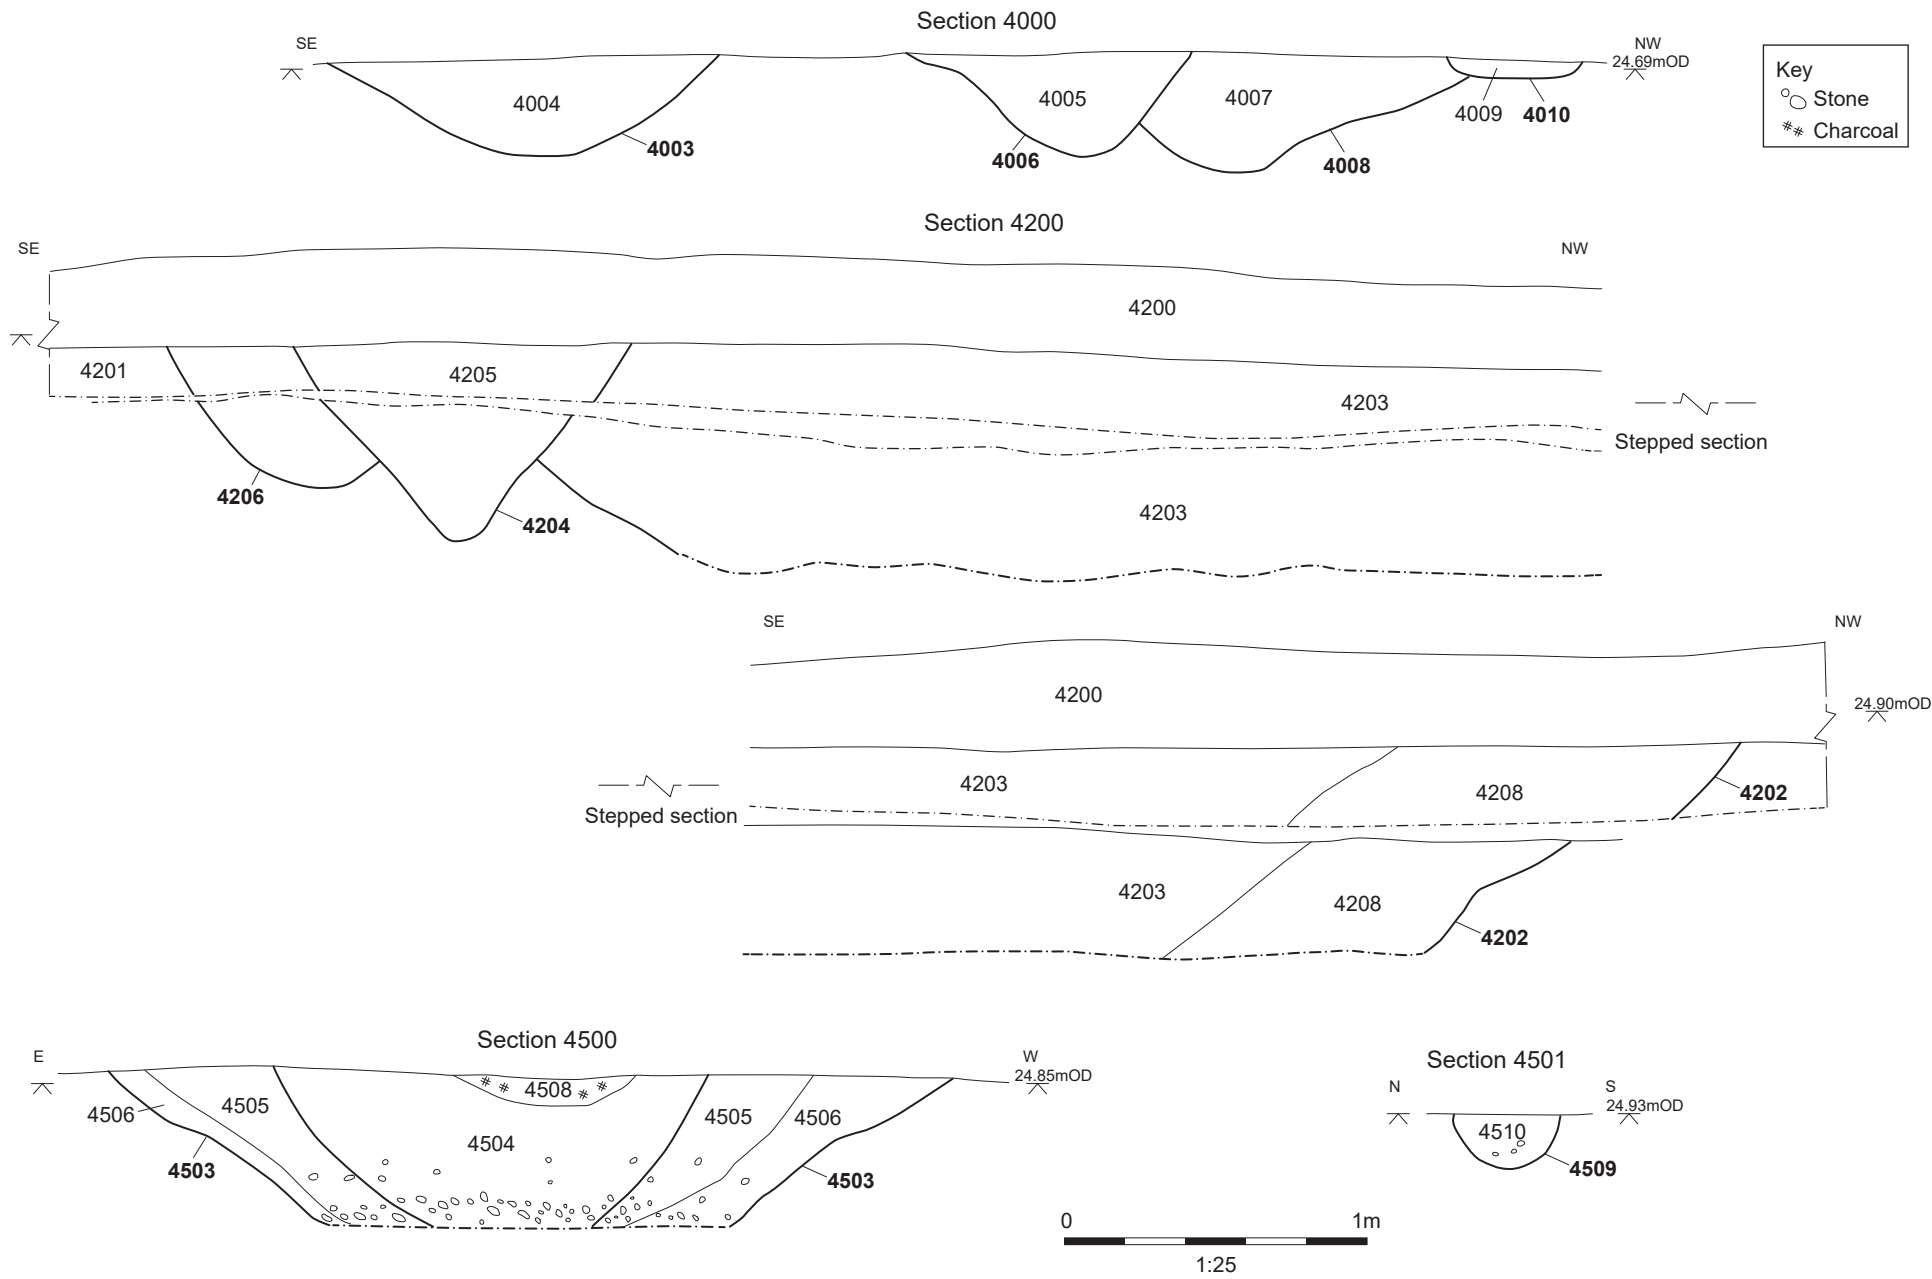 Section 4000
SE
NW
24.69mOD
4004
4003
4005
4006
4007
4008
4009
4010
Key
Stone
Charcoal
Section 4200
SE
NW
4200
4201
4205
4203
4206
4204
4203
Stepped section
SE
NW
4200
24.90mOD
4203
4208
4202
Stepped section
4203
4208
4202
Section 4500
E
W
24.85mOD
4506
4505
4508
4505
4506
4504
4503
4503
Section 4501
N
S
24.93mOD
4510
4509
0
1m
1:25